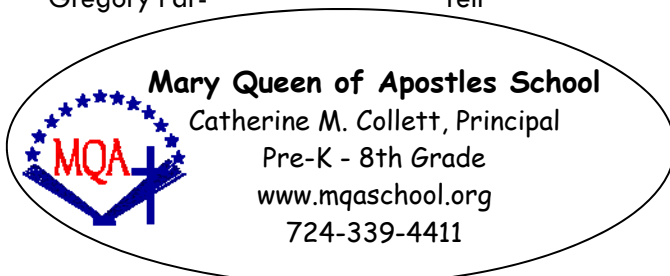 Mary Queen of Apostles School
Catherine M. Collett, Principal
MQA
Pre-K - 8th Grade
www.mqaschool.org
724-339-4411